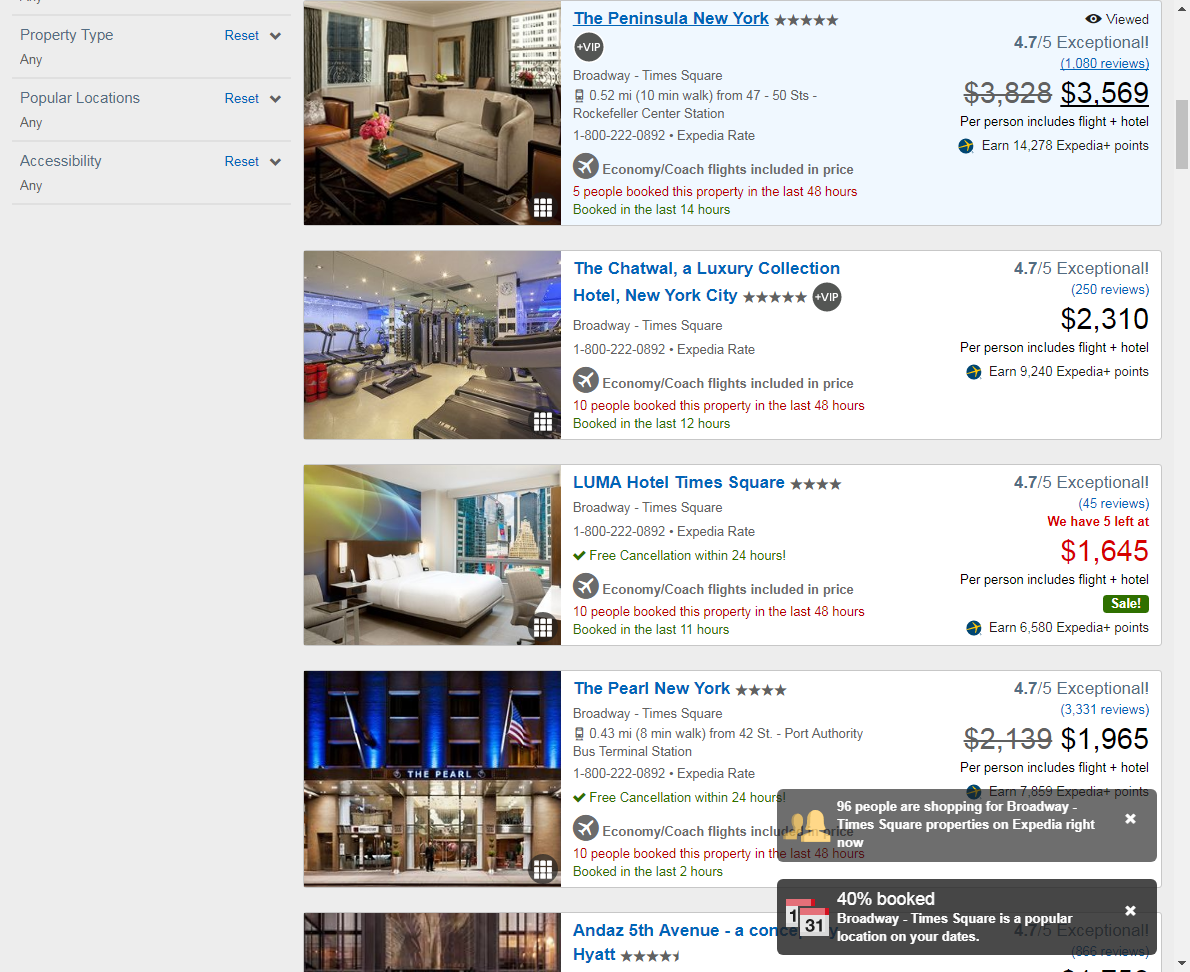 Property Type Reset
Any
Popular Locations Reset
Any
Accessibility Reset
Any
The Peninsula New York
+VIP
Broadway - Times Square
0.52 mi (10 min walk) from 47 - 50 Sts -
Rockefeller Center Station
1-800-222-0892 • Expedia Rate
Economy/Coach flights included in price
5 people booked this property in the last 48 hours
Booked in the last 14 hours
Viewed
4.7/5 Exceptional!
(1,080 reviews)
$3,828 $3,569
Per person includes flight + hotel
Earn 14,278 Expedia+ points
The Chatwal, a Luxury Collection
Hotel, New York City +VIP
Broadway - Times Square
1-800-222-0892 • Expedia Rate
Economy/Coach flights included in price
10 people booked this property in the last 48 hours
Booked in the last 12 hours
4.7/5 Exceptional!
(250 reviews)
$2,310
Per person includes flight + hotel
Earn 9,240 Expedia+ points
LUMA Hotel Times Square
Broadway - Times Square
1-800-222-0892 • Expedia Rate
Free Cancellation within 24 hours!
Economy/Coach flights included in price
10 people booked this property in the last 48 hours
Booked in the last 11 hours
4.7/5 Exceptional!
(45 reviews)
We have 5 left at
$1,645
Per person includes flight + hotel
Sale!
Earn 6,580 Expedia+ points
THE PEARL
The Pearl New York
Broadway - Times Square
0.43 mi (8 min walk) from 42 St. - Port Authority
Bus Terminal Station
1-800-222-0892 • Expedia Rate
Free Cancellation within 24 hours!
Economy/Coach flights included in price
10 people booked this property in the last 48 hours
Booked in the last 2 hours
4.7/5 Exceptional!
(3,331 reviews)
$2,139 $1,965
Per person includes flight + hotel
Earn 7,859 Expedia+ points
96 people are shopping for Broadway -
Times Square properties on Expedia right
now
40% booked
Broadway - Times Square is a popular
location on your dates.
1
31
Andaz 5th Avenue - a concept by
Hyatt
4.7/5 Exceptional!
(866 reviews)